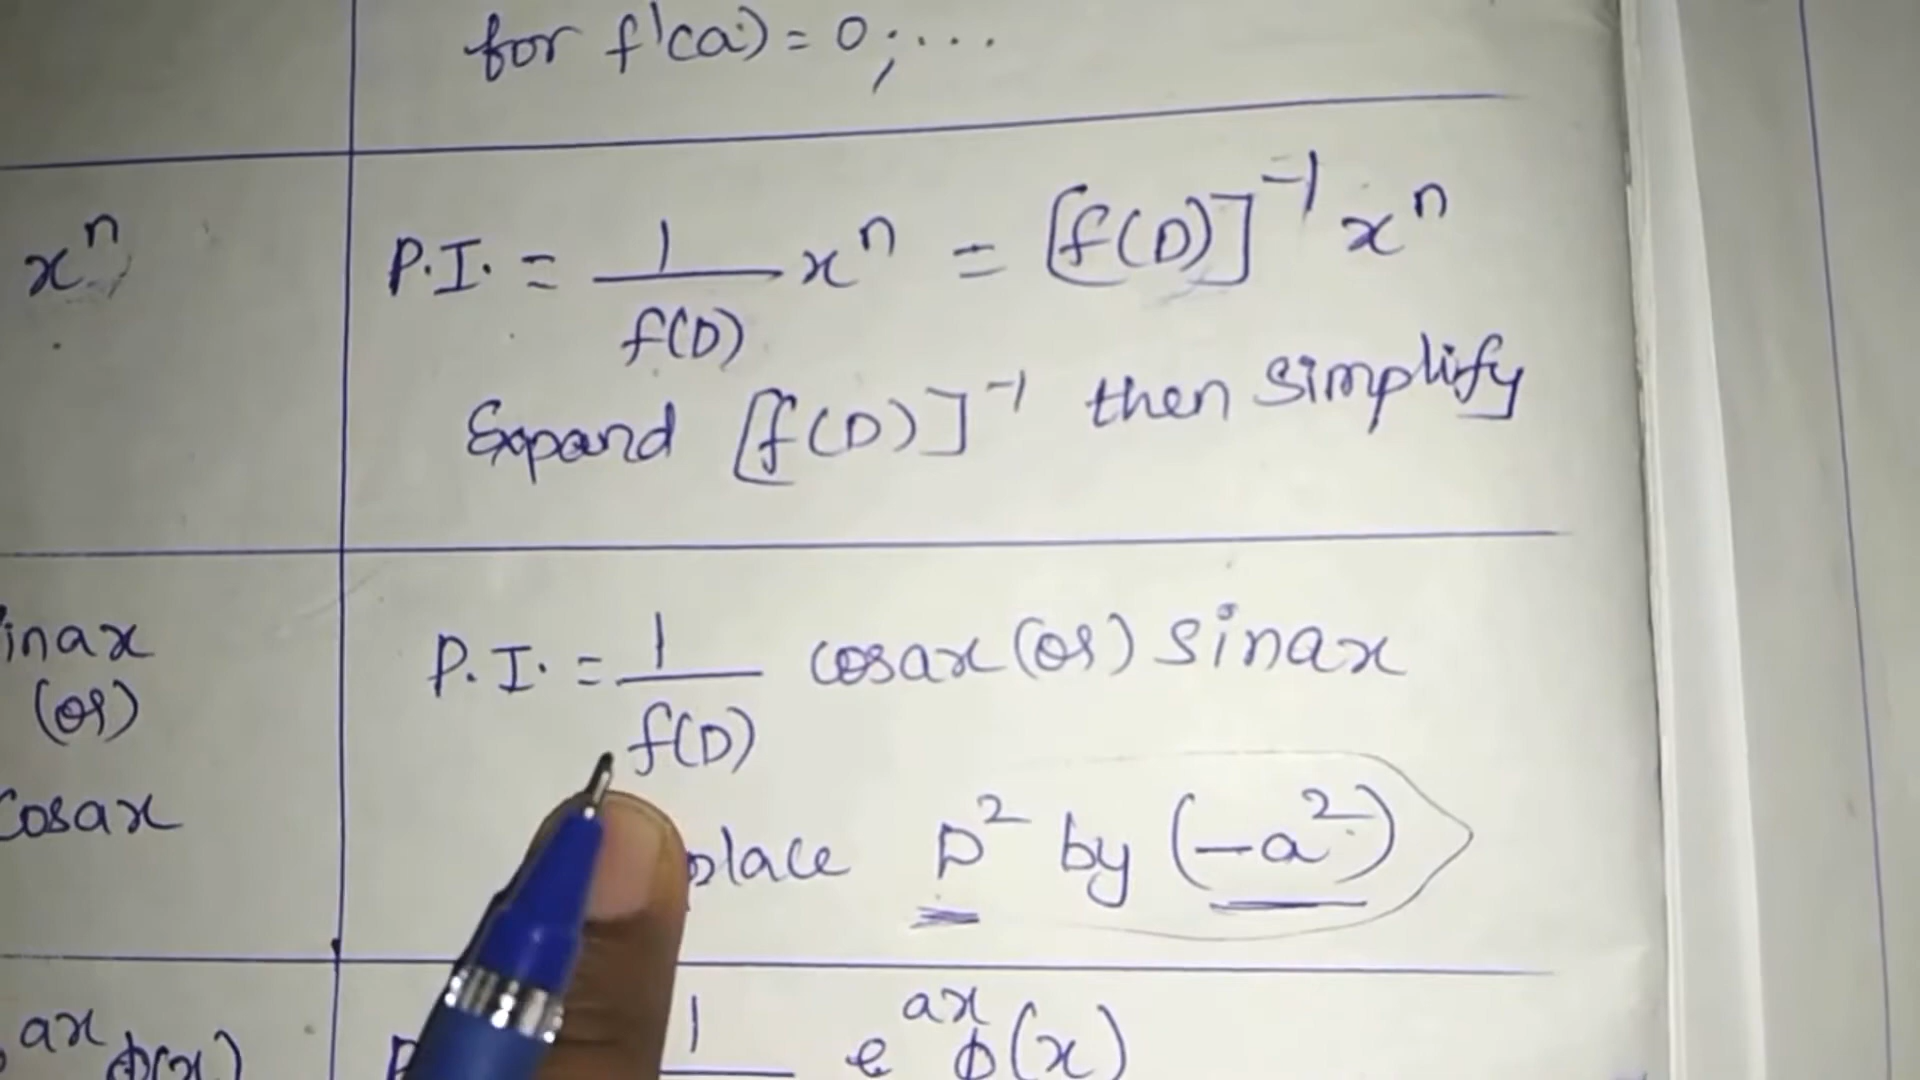 for f'(a) = 0; ...
xⁿ
P.I. = 1/f(D) xⁿ = [f(D)]⁻¹ xⁿ
Expand [f(D)]⁻¹ then simplify
inax
(or)
cosax
P.I. = 1/f(D) cosax (or) sinax
place D² by (-a²)
ax φ(x)
1 e^ax φ(x)